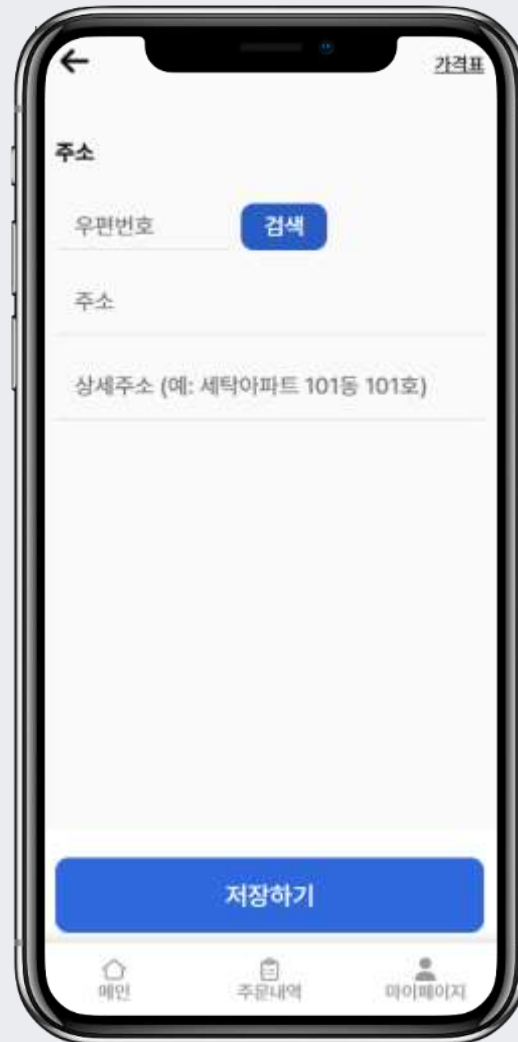 가격표
주소
우편번호 검색
주소
상세주소 (예: 세탁아파트 101동 101호)
저장하기
메인 주문내역 마이페이지